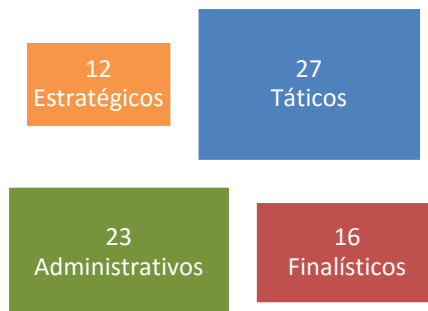 12
Estratégicos
27
Táticos
23
Administrativos
16
Finalísticos